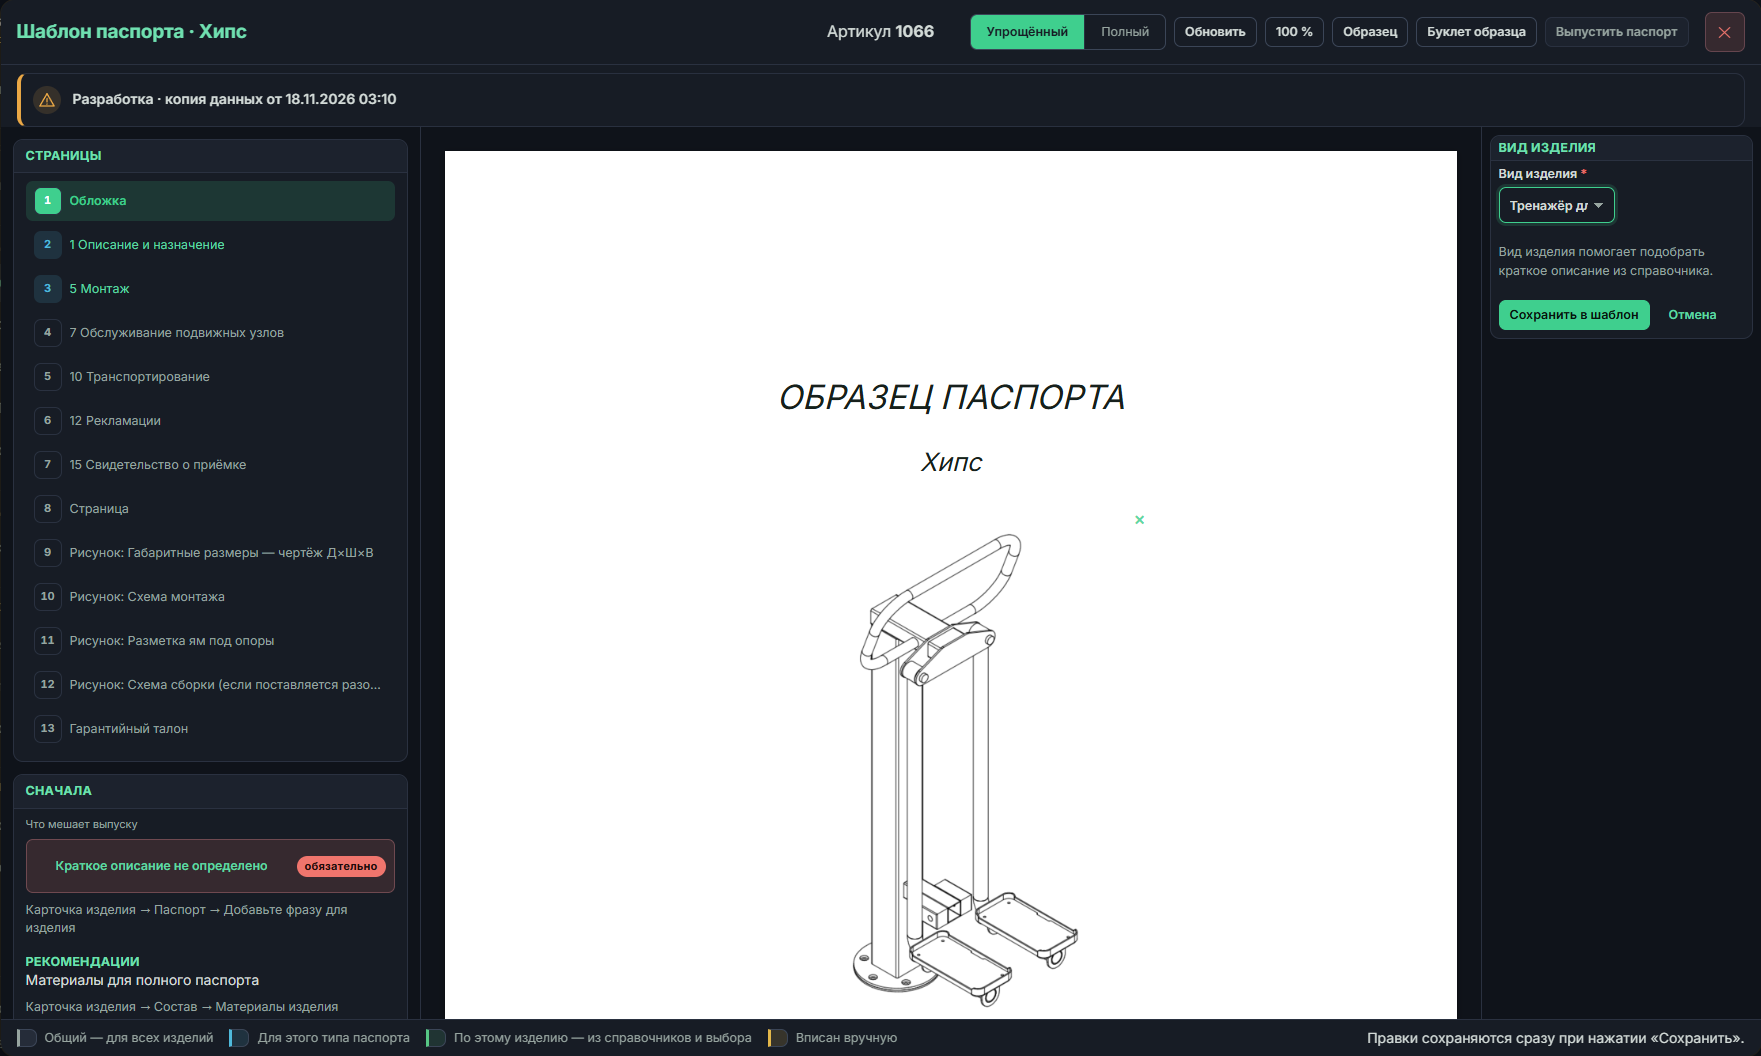 Шаблон паспорта · Хипс
Артикул 1066
Упрощённый
Полный
Обновить
100 %
Образец
Буклет образца
Выпустить паспорт
Разработка · копия данных от 18.11.2026 03:10
СТРАНИЦЫ
1 Обложка
2 1 Описание и назначение
3 5 Монтаж
4 7 Обслуживание подвижных узлов
5 10 Транспортирование
6 12 Рекламации
7 15 Свидетельство о приёмке
8 Страница
9 Рисунок: Габаритные размеры — чертёж Д×Ш×В
10 Рисунок: Схема монтажа
11 Рисунок: Разметка ям под опоры
12 Рисунок: Схема сборки (если поставляется разо...
13 Гарантийный талон
СНАЧАЛА
Что мешает выпуску
Краткое описание не определено
обязательно
Карточка изделия → Паспорт → Добавьте фразу для
изделия
РЕКОМЕНДАЦИИ
Материалы для полного паспорта
Карточка изделия → Состав → Материалы изделия
ОБРАЗЕЦ ПАСПОРТА
Хипс
ВИД ИЗДЕЛИЯ
Вид изделия *
Тренажёр дл
Вид изделия помогает подобрать
краткое описание из справочника.
Сохранить в шаблон
Отмена
Общий — для всех изделий
Для этого типа паспорта
По этому изделию — из справочников и выбора
Вписан вручную
Правки сохраняются сразу при нажатии «Сохранить».